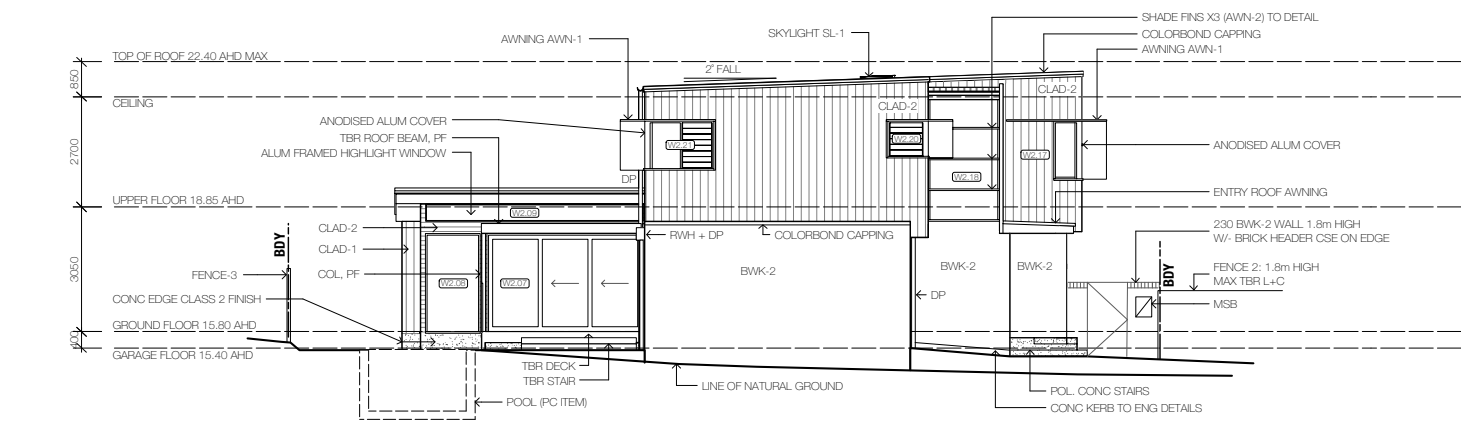 SHADE FINS X3 (AWN-2) TO DETAIL
SKYLIGHT SL-1
COLORBOND CAPPING
AWNING AWN-1
AWNING AWN-1
TOP OF ROOF 22.40 AHD MAX
2° FALL
850
CLAD-2
CEILING
CLAD-2
ANODISED ALUM COVER
TBR ROOF BEAM, PF
W2.20
ALUM FRAMED HIGHLIGHT WINDOW
W2.21
W2.17
ANODISED ALUM COVER
2700
DP
W2.18
ENTRY ROOF AWNING
UPPER FLOOR 18.85 AHD
W2.09
230 BWK-2 WALL 1.8m HIGH
W/- BRICK HEADER CSE ON EDGE
CLAD-2
RWH + DP
COLORBOND CAPPING
BDY
CLAD-1
BDY
FENCE-3
COL, PF
BWK-2
BWK-2
BWK-2
FENCE 2: 1.8m HIGH
MAX TBR L+C
3050
W2.08
W2.07
CONC EDGE CLASS 2 FINISH
DP
MSB
GROUND FLOOR 15.80 AHD
400
GARAGE FLOOR 15.40 AHD
TBR DECK
TBR STAIR
LINE OF NATURAL GROUND
POL. CONC STAIRS
POOL (PC ITEM)
CONC KERB TO ENG DETAILS